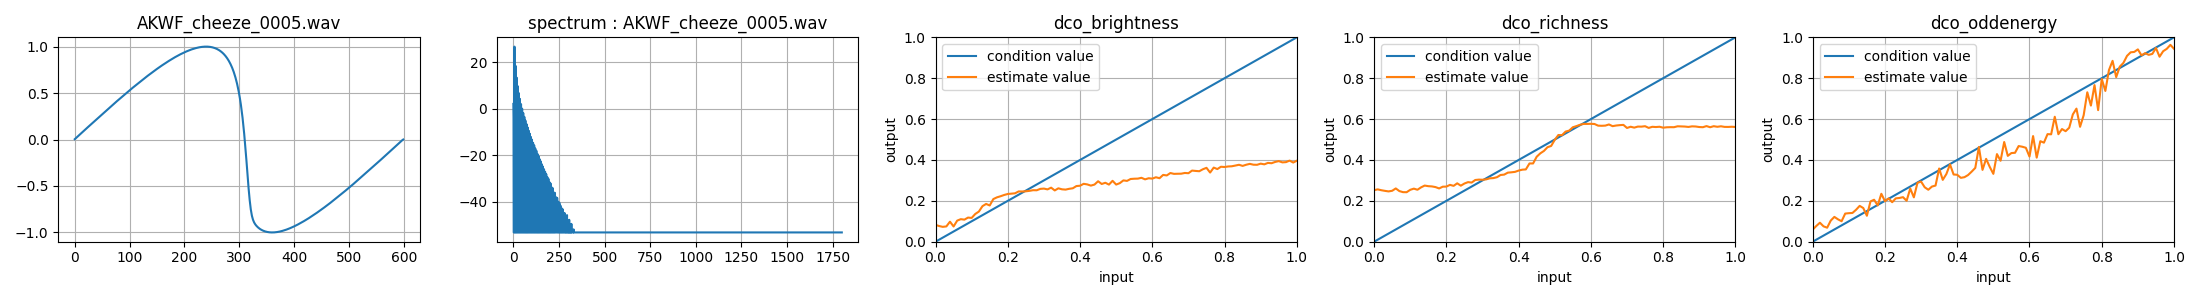 AKWF_cheeze_0005.wav
1.0
0.5
0.0
−0.5
−1.0
0 100 200 300 400 500 600
spectrum : AKWF_cheeze_0005.wav
20
0
−20
−40
0 250 500 750 1000 1250 1500 1750
dco_brightness
condition value
estimate value
output
1.0
0.8
0.6
0.4
0.2
0.0
0.0 0.2 0.4 0.6 0.8 1.0
input
dco_richness
condition value
estimate value
output
1.0
0.8
0.6
0.4
0.2
0.0
0.0 0.2 0.4 0.6 0.8 1.0
input
dco_oddenergy
condition value
estimate value
output
1.0
0.8
0.6
0.4
0.2
0.0
0.0 0.2 0.4 0.6 0.8 1.0
input